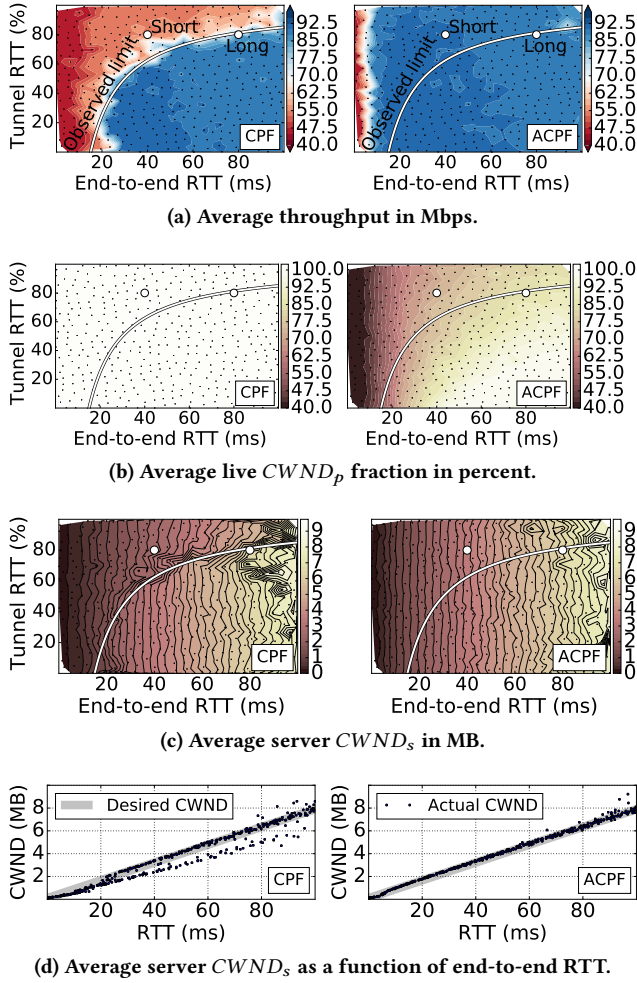 Tunnel RTT (%)
80
60
40
20
Observed limit
Short
Long
CPF
20 40 60 80
End-to-end RTT (ms)
92.5
85.0
77.5
70.0
62.5
55.0
47.5
40.0
Observed limit
Short
Long
ACPF
20 40 60 80
End-to-end RTT (ms)
92.5
85.0
77.5
70.0
62.5
55.0
47.5
40.0
(a) Average throughput in Mbps.
Tunnel RTT (%)
80
60
40
20
CPF
20 40 60 80
End-to-end RTT (ms)
100.0
92.5
85.0
77.5
70.0
62.5
55.0
47.5
40.0
ACPF
20 40 60 80
End-to-end RTT (ms)
100.0
92.5
85.0
77.5
70.0
62.5
55.0
47.5
40.0
(b) Average live CWNDp fraction in percent.
Tunnel RTT (%)
80
60
40
20
CPF
20 40 60 80
End-to-end RTT (ms)
9
8
7
6
5
4
3
2
1
0
ACPF
20 40 60 80
End-to-end RTT (ms)
9
8
7
6
5
4
3
2
1
0
(c) Average server CWNDs in MB.
CWND (MB)
8
6
4
2
Desired CWND
CPF
20 40 60 80
RTT (ms)
CWND (MB)
8
6
4
2
Actual CWND
ACPF
20 40 60 80
RTT (ms)
(d) Average server CWNDs as a function of end-to-end RTT.